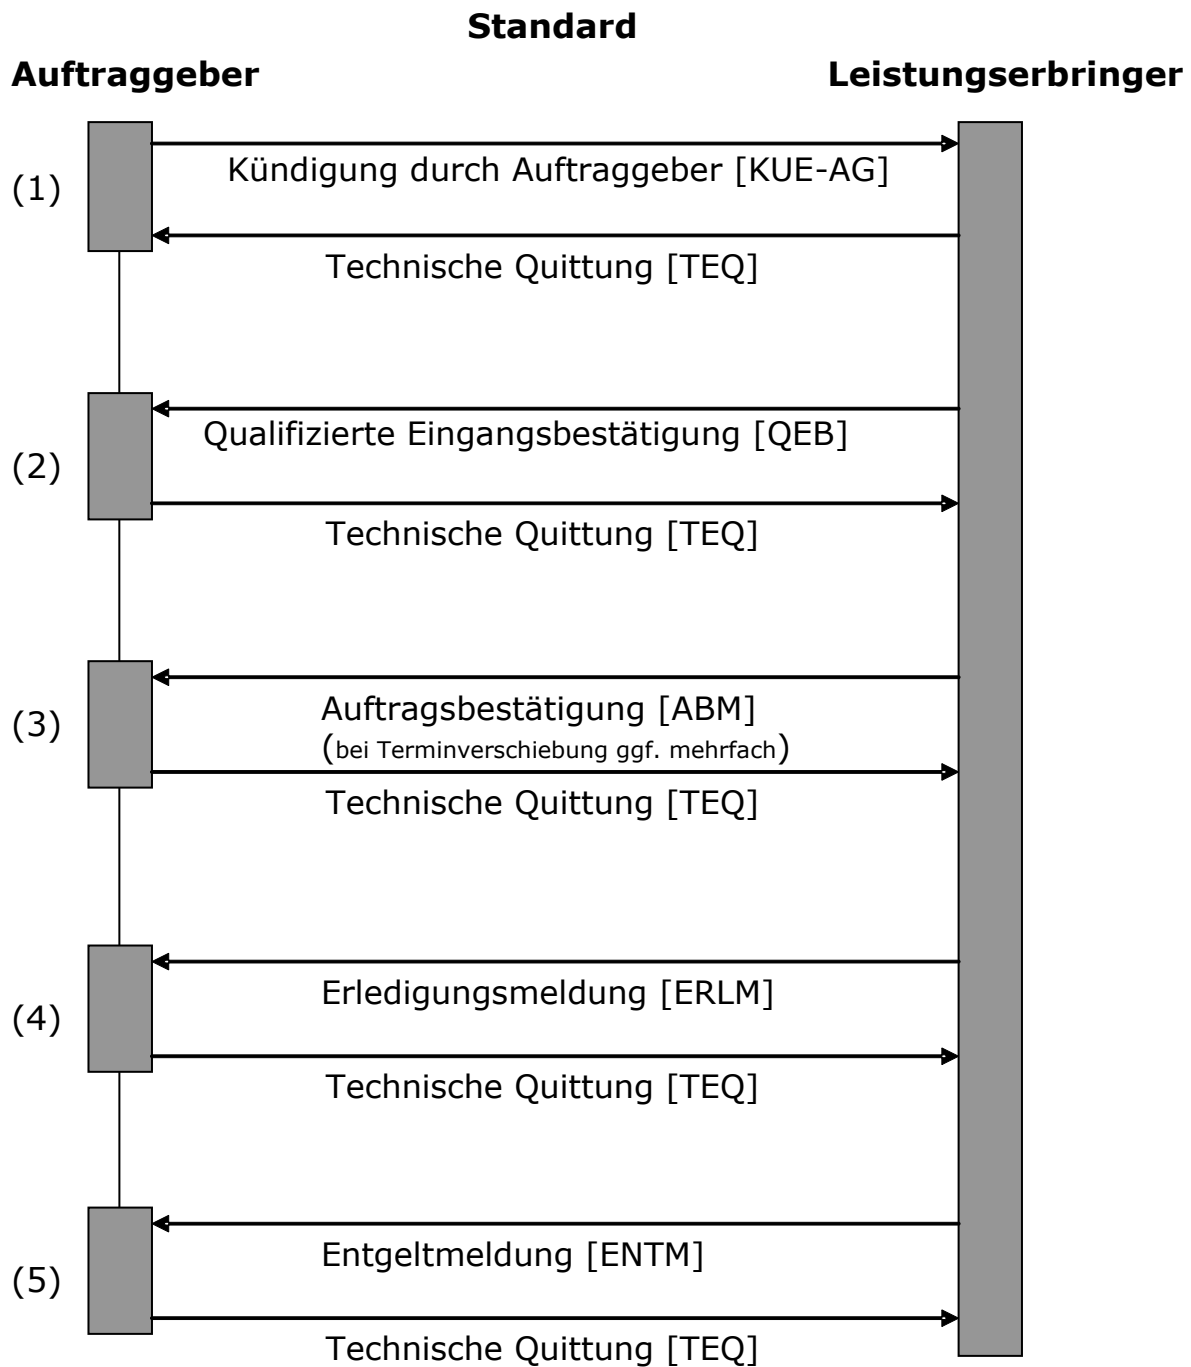 Standard
Auftraggeber
Leistungserbringer
(1)
Kündigung durch Auftraggeber [KUE-AG]
Technische Quittung [TEQ]
(2)
Qualifizierte Eingangsbestätigung [QEB]
Technische Quittung [TEQ]
(3)
Auftragsbestätigung [ABM]
(bei Terminverschiebung ggf. mehrfach)
Technische Quittung [TEQ]
(4)
Erledigungsmeldung [ERLM]
Technische Quittung [TEQ]
(5)
Entgeltmeldung [ENTM]
Technische Quittung [TEQ]